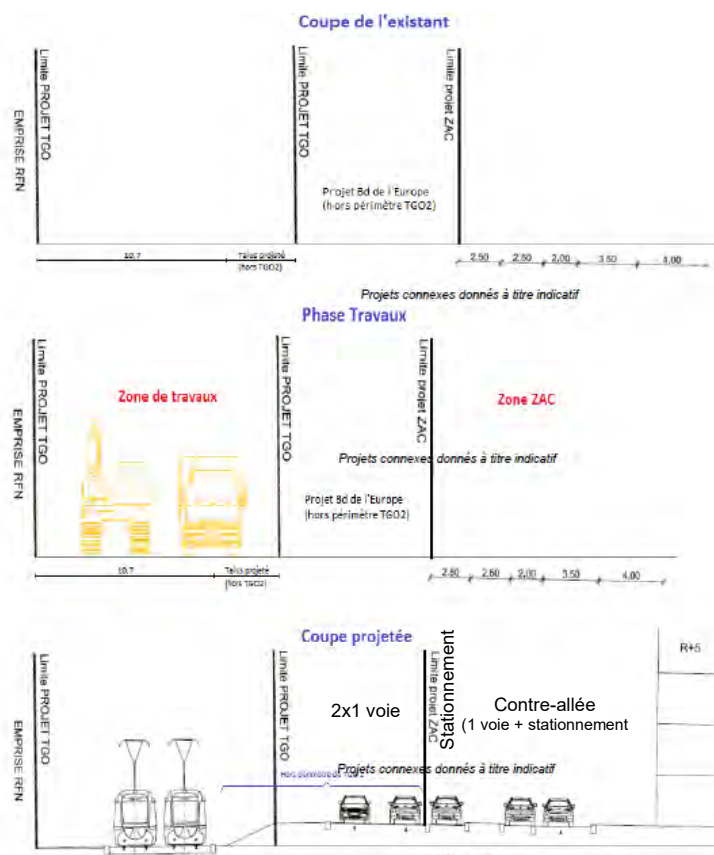 Coupe de l'existant
EMPRISE RFN
Limite PROJET TGO
Limite PROJET TGO
Limite projet ZAC
Projet Bd de l'Europe
(hors périmètre TGO2)
10,7
Talus projeté
(hors TGO2)
2.50 2.50 2.00 3.50 4.00
Projets connexes donnés à titre indicatif
Phase Travaux
EMPRISE RFN
Limite PROJET TGO
Zone de travaux
Limite PROJET TGO
Limite projet ZAC
Zone ZAC
Projets connexes donnés à titre indicatif
Projet Bd de l'Europe
(hors périmètre TGO2)
10,7
Talus projeté
(hors TGO2)
2.50 2.50 2.00 3.50 4.00
Coupe projetée
EMPRISE RFN
Limite PROJET TGO
Limite PROJET TGO
2x1 voie
Stationnement
Limite projet ZAC
Contre-allée
(1 voie + stationnement
R+5
Projets connexes donnés à titre indicatif